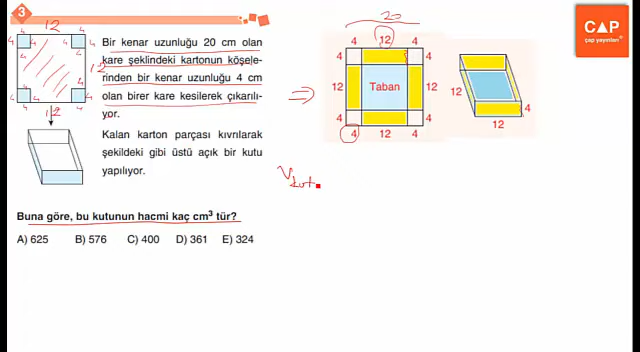 3
12
4 4
4 4
4 4
4 4
12
12
Bir kenar uzunluğu 20 cm olan
kare şeklindeki kartonun köşele-
rinden bir kenar uzunluğu 4 cm
olan birer kare kesilerek çıkarılı-
yor.
Kalan karton parçası kıvrılarak
şekildeki gibi üstü açık bir kutu
yapılıyor.
Buna göre, bu kutunun hacmi kaç cm³ tür?
A) 625 B) 576 C) 400 D) 361 E) 324
20
4 12 4
4 4
12 Taban 12
4 4
4 12 4
12
12
4
V kut
ÇAP
çap yayınları